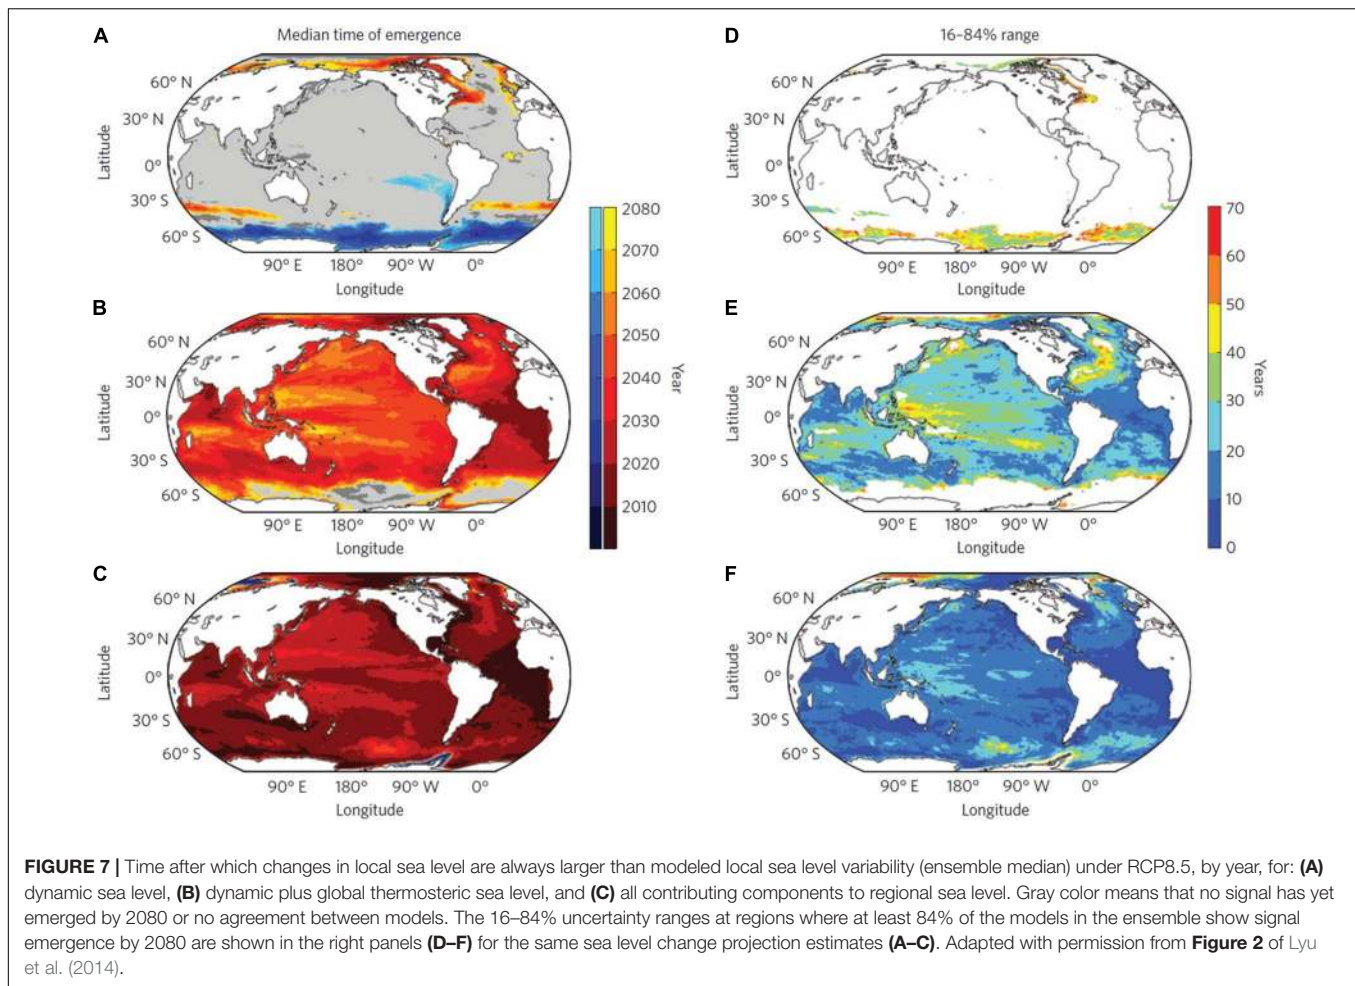 A
Median time of emergence
60° N
30° N
0°
30° S
60° S
Latitude
90° E 180° 90° W 0°
Longitude
B
60° N
30° N
0°
30° S
60° S
Latitude
90° E 180° 90° W 0°
Longitude
C
60° N
30° N
0°
30° S
60° S
Latitude
90° E 180° 90° W 0°
Longitude
2080
2070
2060
2050
2040
2030
2020
2010
Year
D
16–84% range
60° N
30° N
0°
30° S
60° S
Latitude
90° E 180° 90° W 0°
Longitude
E
60° N
30° N
0°
30° S
60° S
Latitude
90° E 180° 90° W 0°
Longitude
F
60° N
30° N
0°
30° S
60° S
Latitude
90° E 180° 90° W 0°
Longitude
70
60
50
40
30
20
10
0
Years
FIGURE 7 | Time after which changes in local sea level are always larger than modeled local sea level variability (ensemble median) under RCP8.5, by year, for: (A)
dynamic sea level, (B) dynamic plus global thermosteric sea level, and (C) all contributing components to regional sea level. Gray color means that no signal has yet
emerged by 2080 or no agreement between models. The 16–84% uncertainty ranges at regions where at least 84% of the models in the ensemble show signal
emergence by 2080 are shown in the right panels (D–F) for the same sea level change projection estimates (A–C). Adapted with permission from Figure 2 of Lyu
et al. (2014).